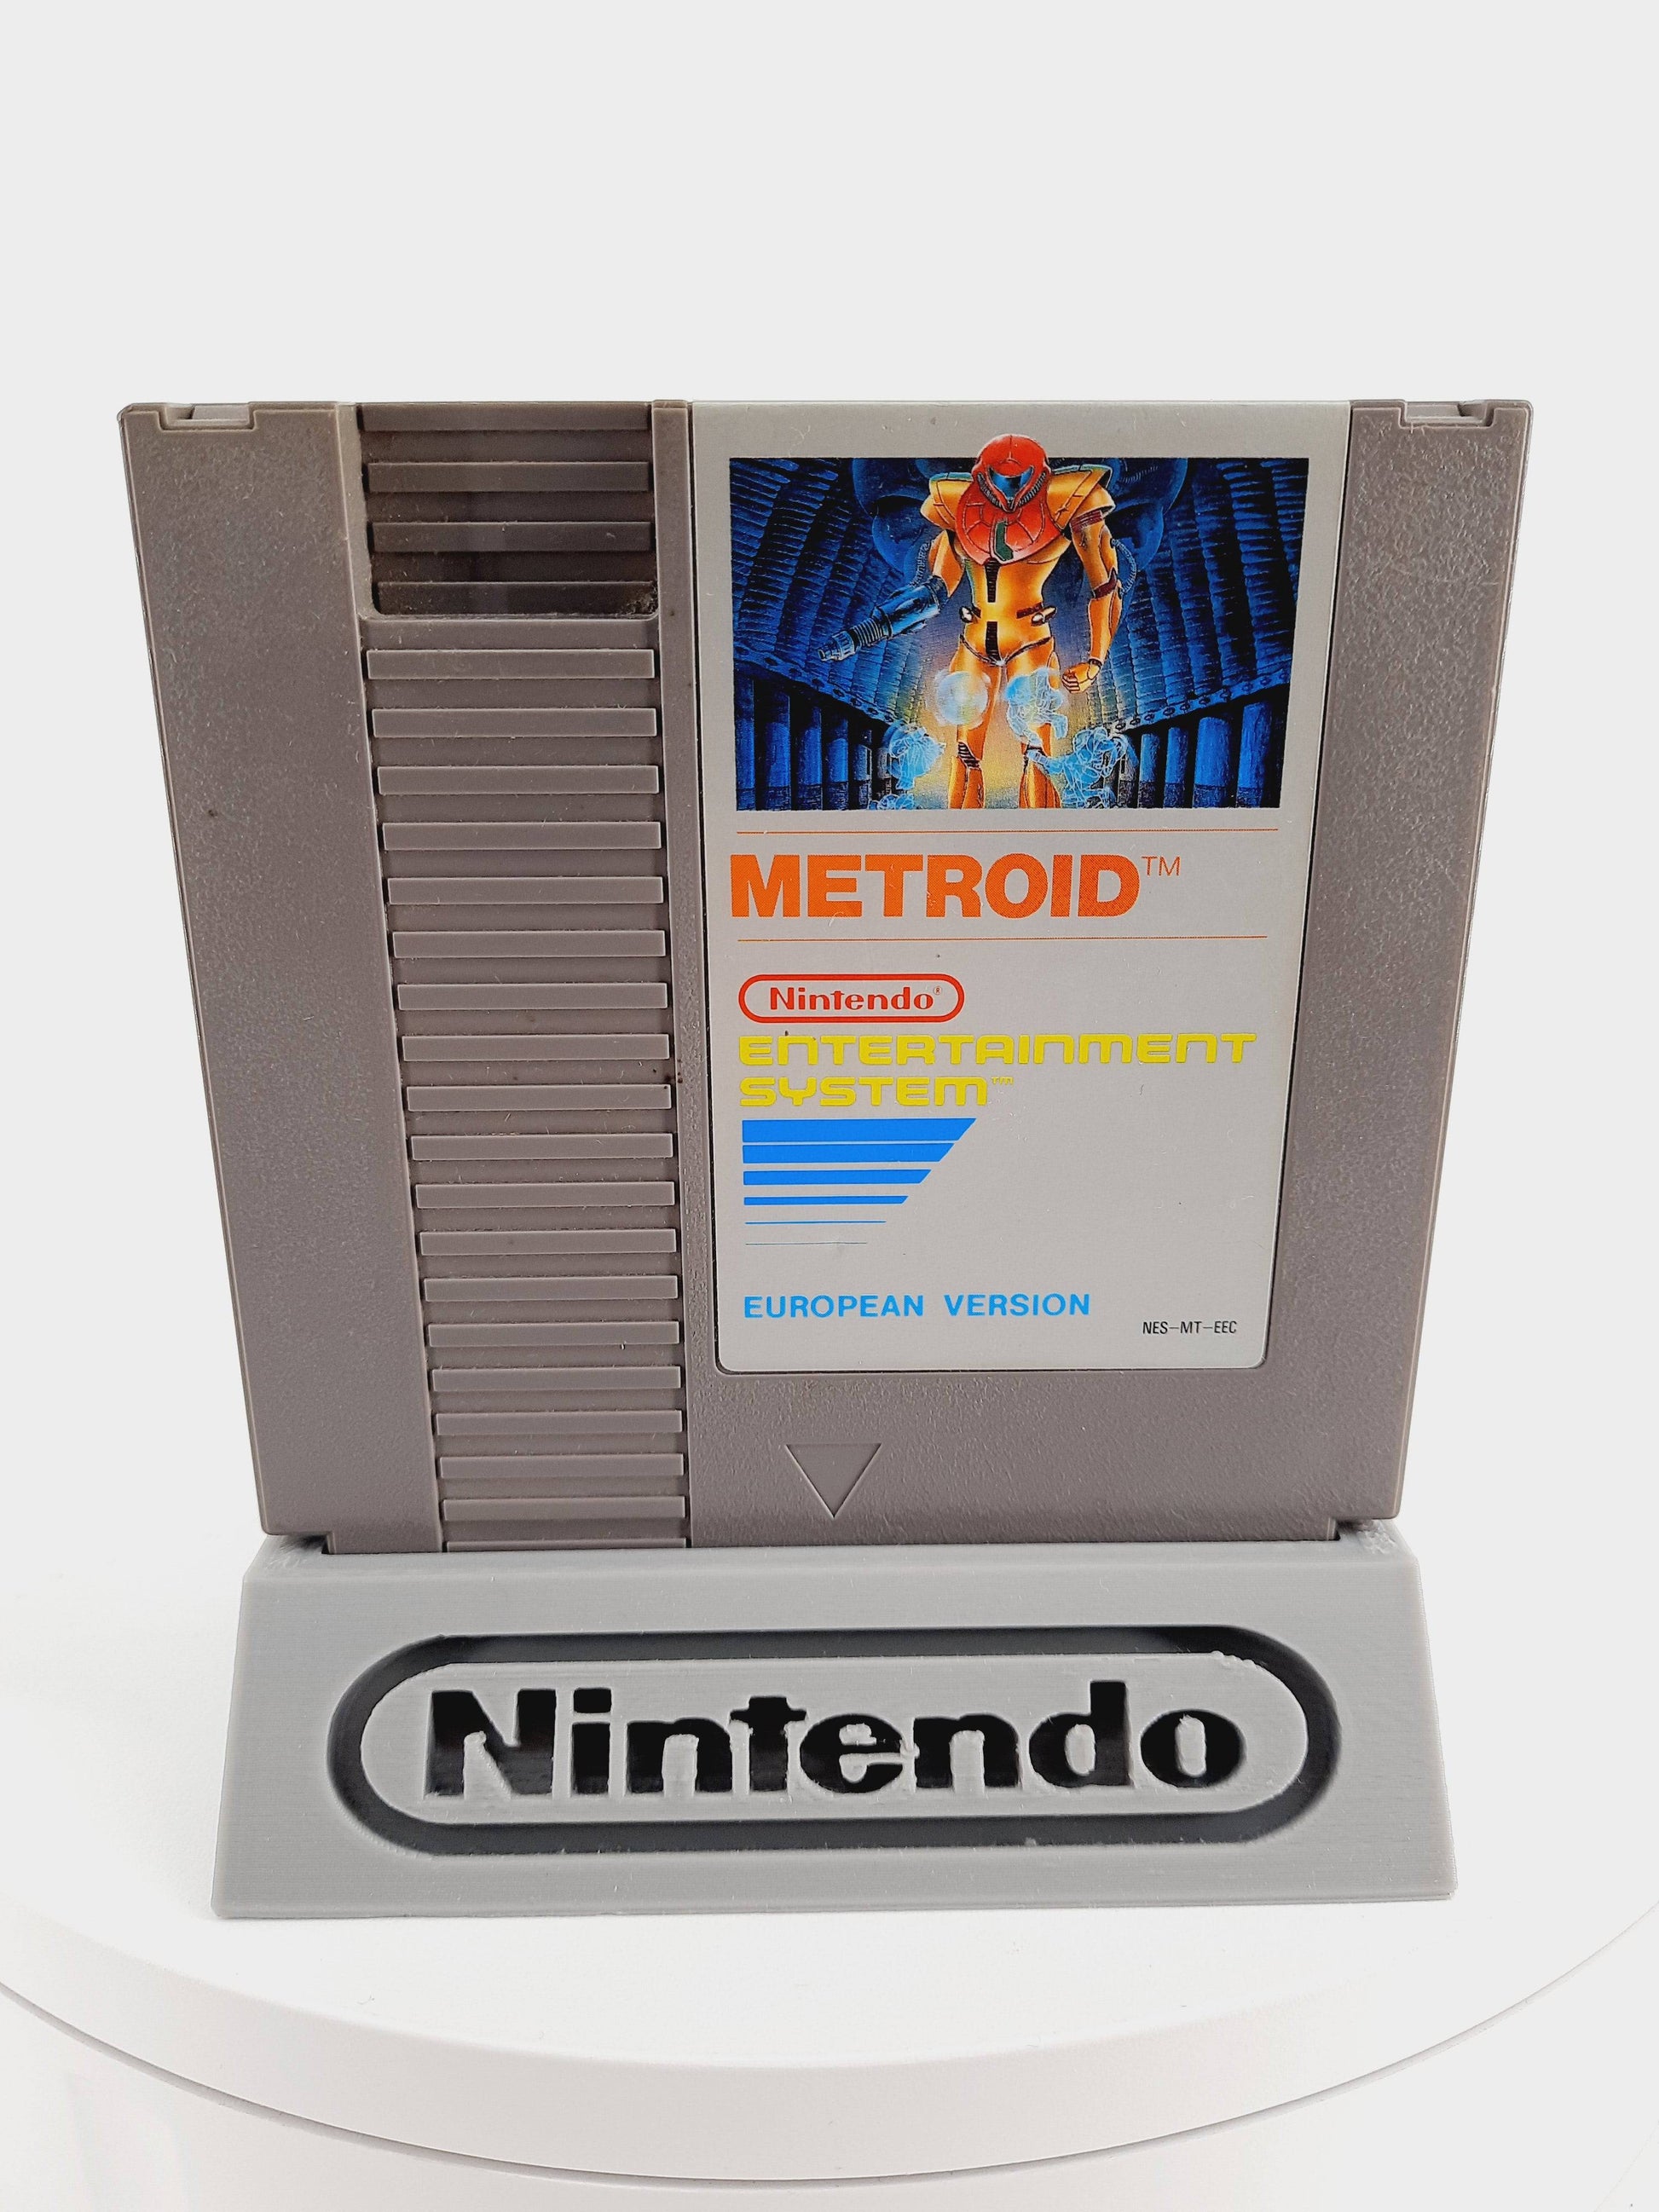 METROID™
Nintendo®
ENTERTAINMENT
SYSTEM™
EUROPEAN VERSION
NES-MT-EEC
Nintendo